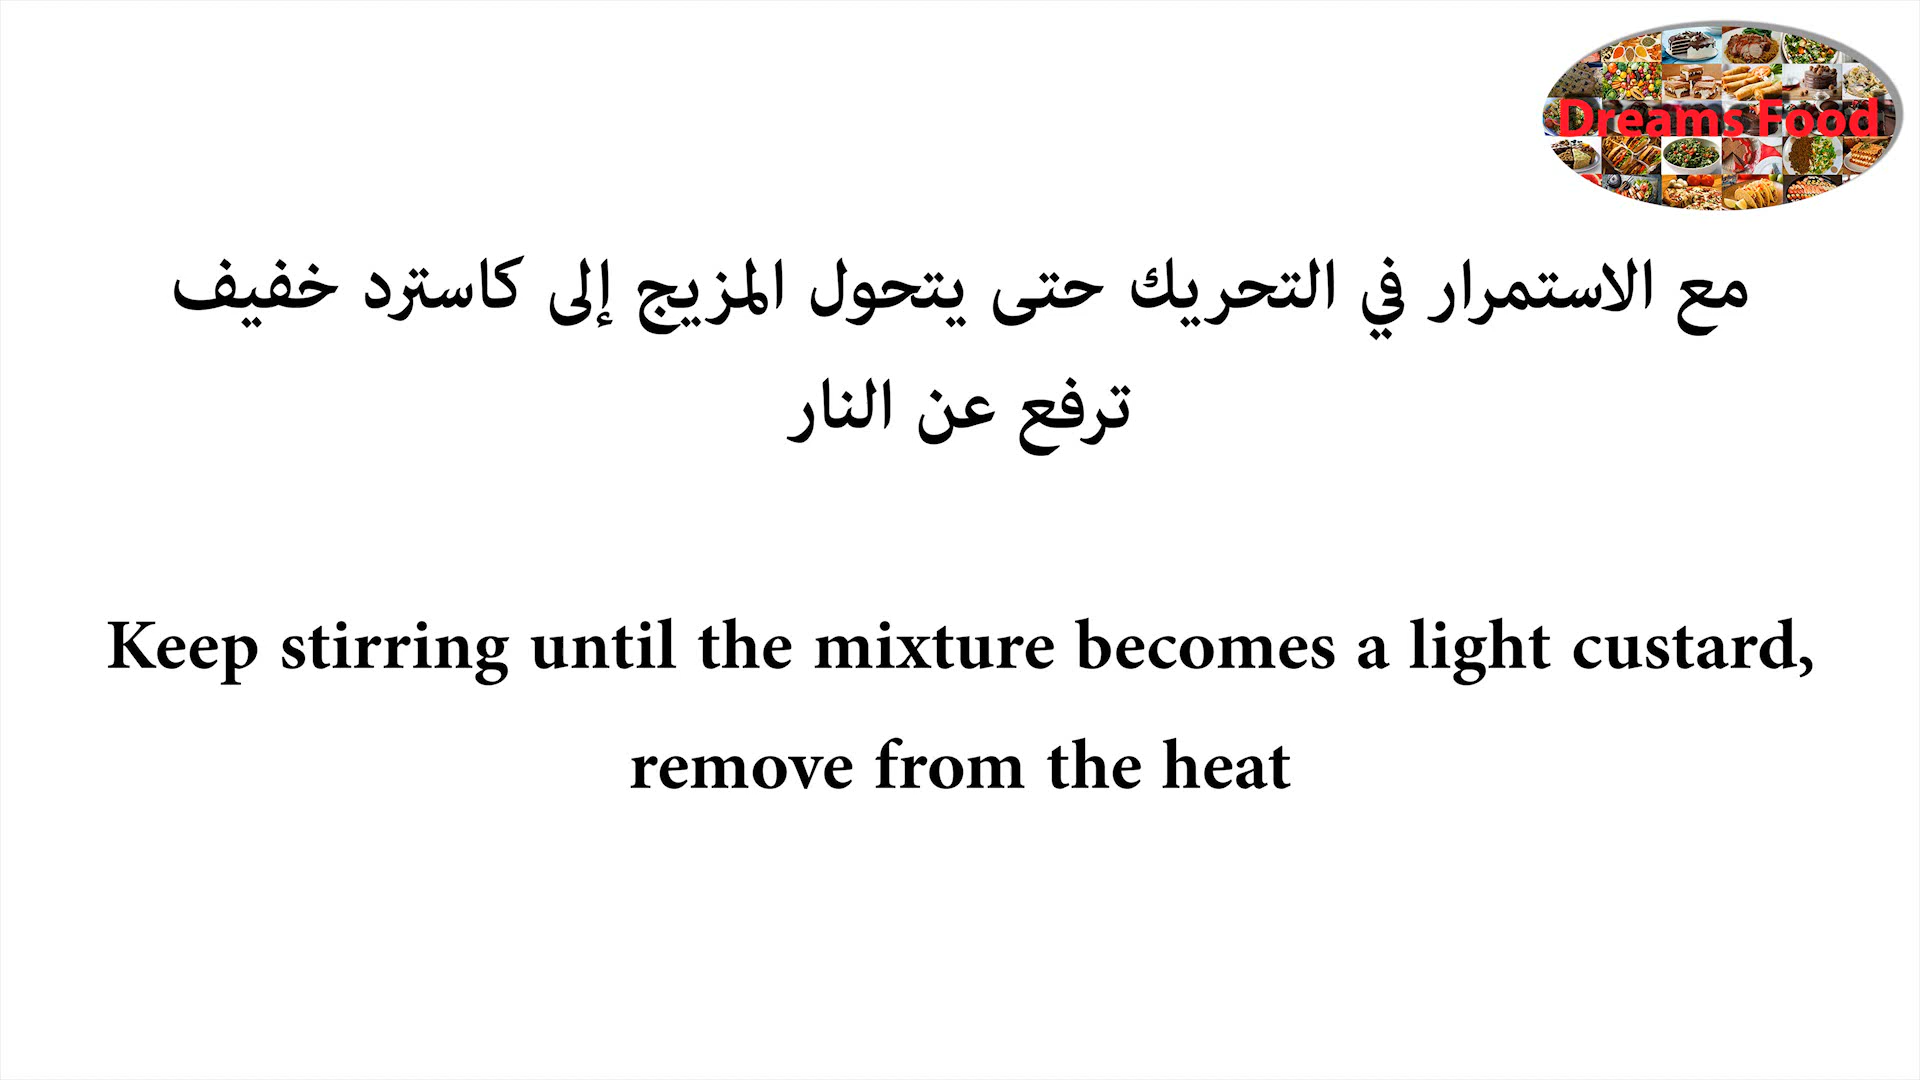 Dreams Food
مع الاستمرار في التحريك حتى يتحول المزيج إلى كاسترد خفيف
ترفع عن النار
Keep stirring until the mixture becomes a light custard,
remove from the heat